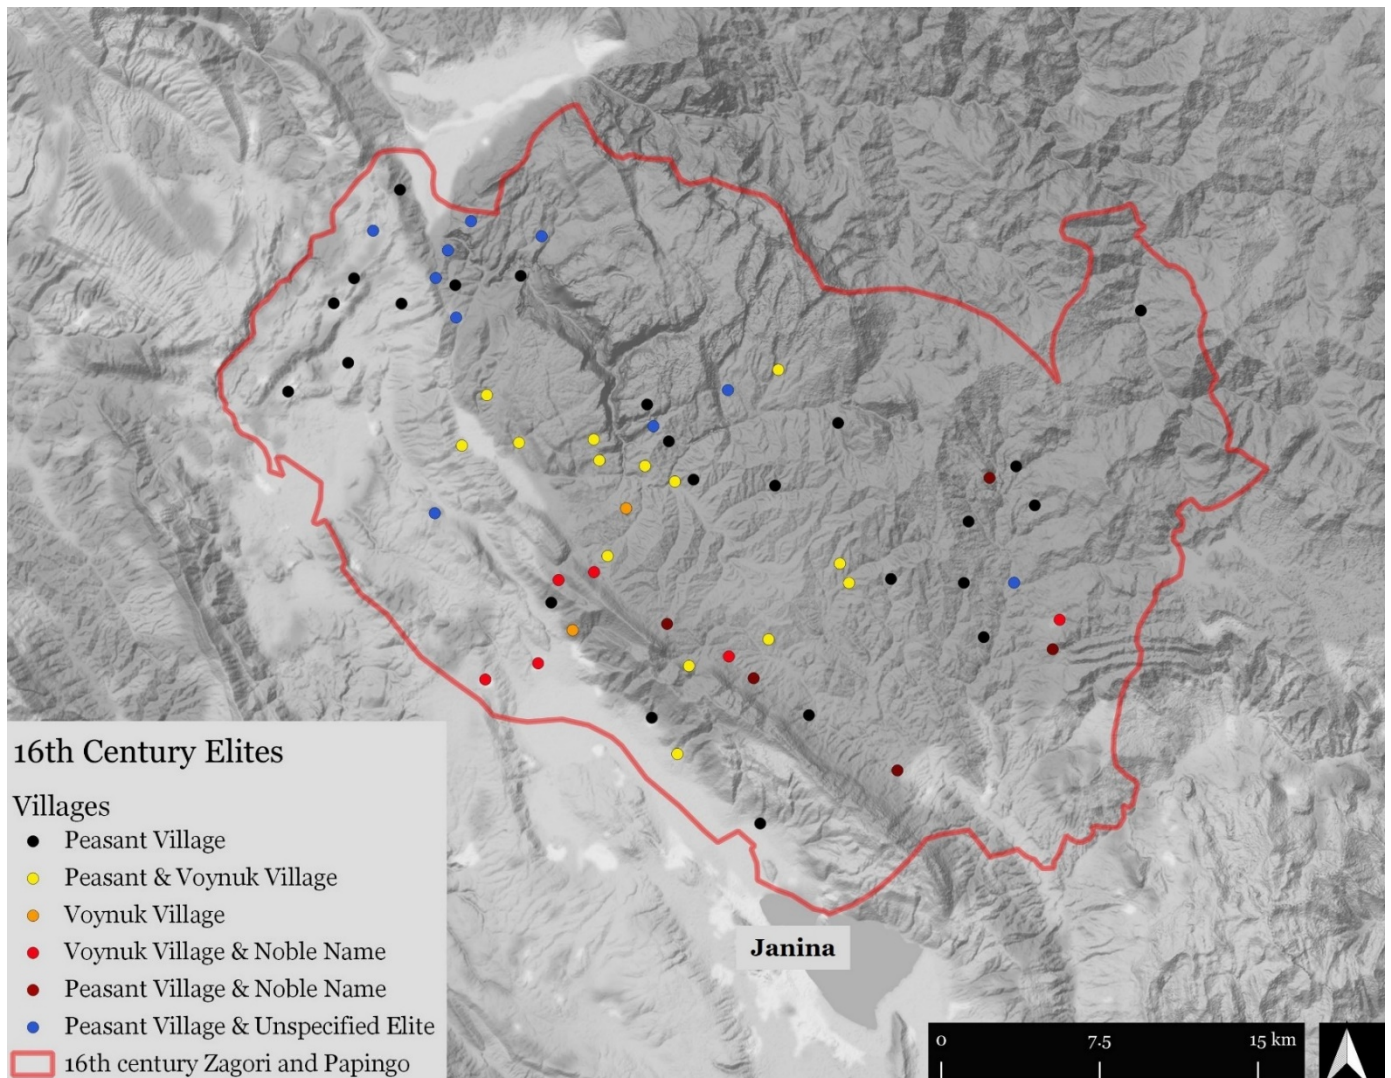 16th Century Elites
Villages
Peasant Village
Peasant & Voynuk Village
Voynuk Village
Voynuk Village & Noble Name
Peasant Village & Noble Name
Peasant Village & Unspecified Elite
16th century Zagori and Papingo
Janina
0 7.5 15 km